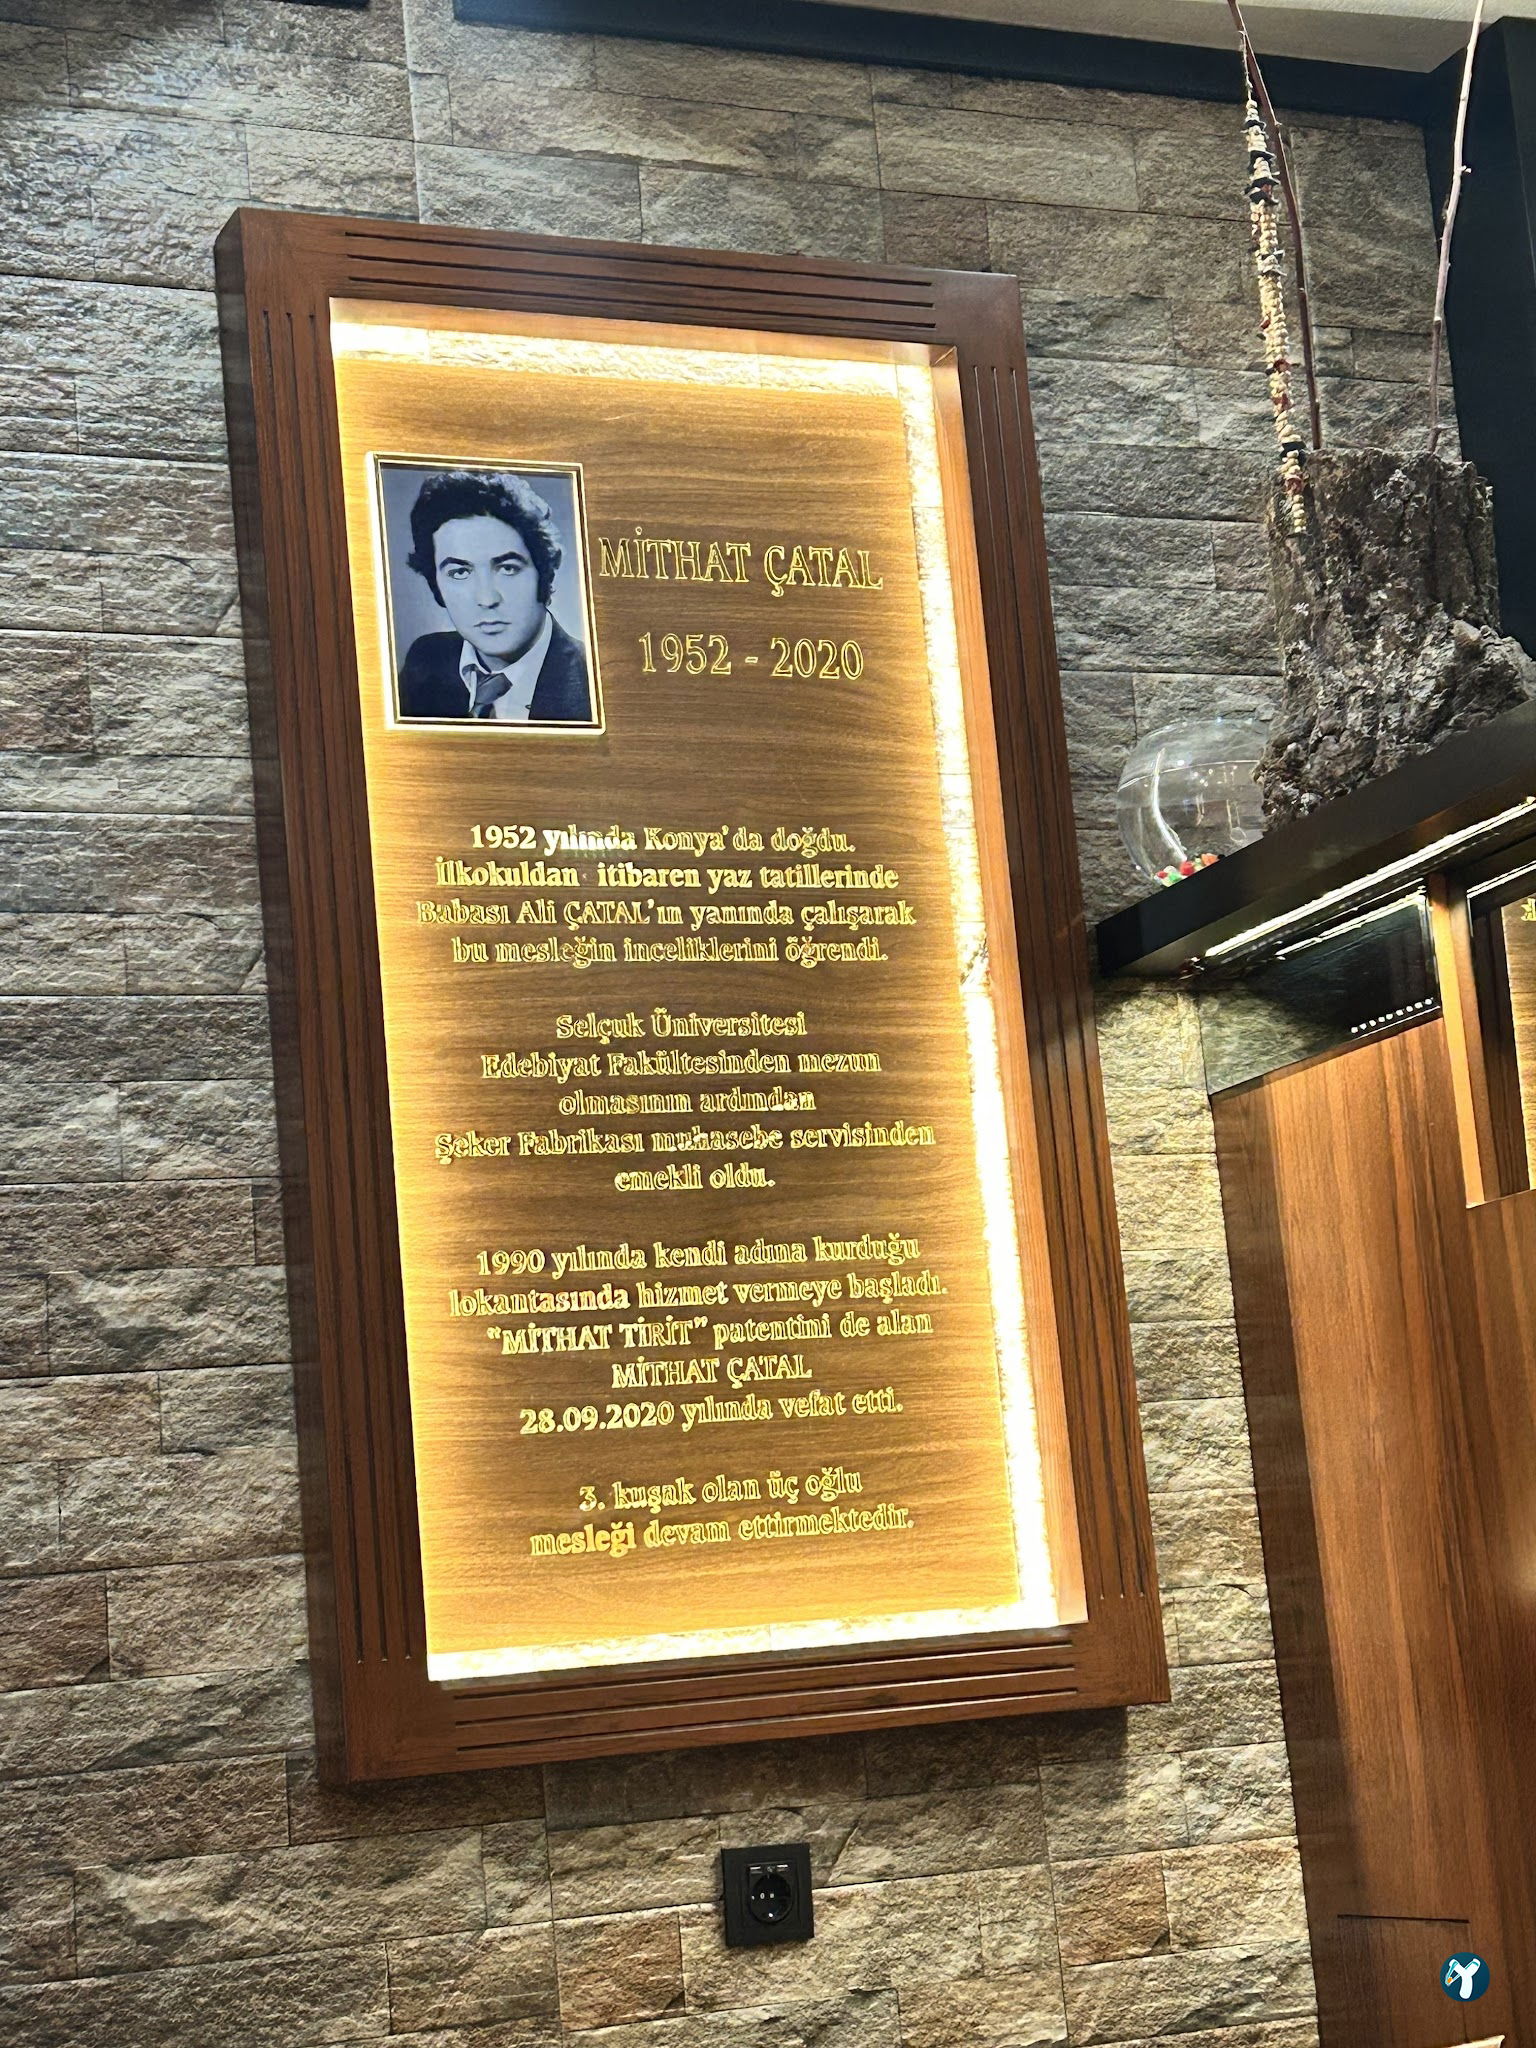 MİTHAT ÇATAL
1952 - 2020
1952 yılında Konya'da doğdu.
İlkokuldan itibaren yaz tatillerinde
Babası Ali ÇATAL'ın yanında çalışarak
bu mesleğin inceliklerini öğrendi.
Selçuk Üniversitesi
Edebiyat Fakültesinden mezun
olmasının ardından
Şeker Fabrikası muhasebe servisinden
emekli oldu.
1990 yılında kendi adına kurduğu
lokantasında hizmet vermeye başladı.
"MİTHAT TİRİT" patentini de alan
MİTHAT ÇATAL
28.09.2020 yılında vefat etti.
3. kuşak olan üç oğlu
mesleği devam ettirmektedir.